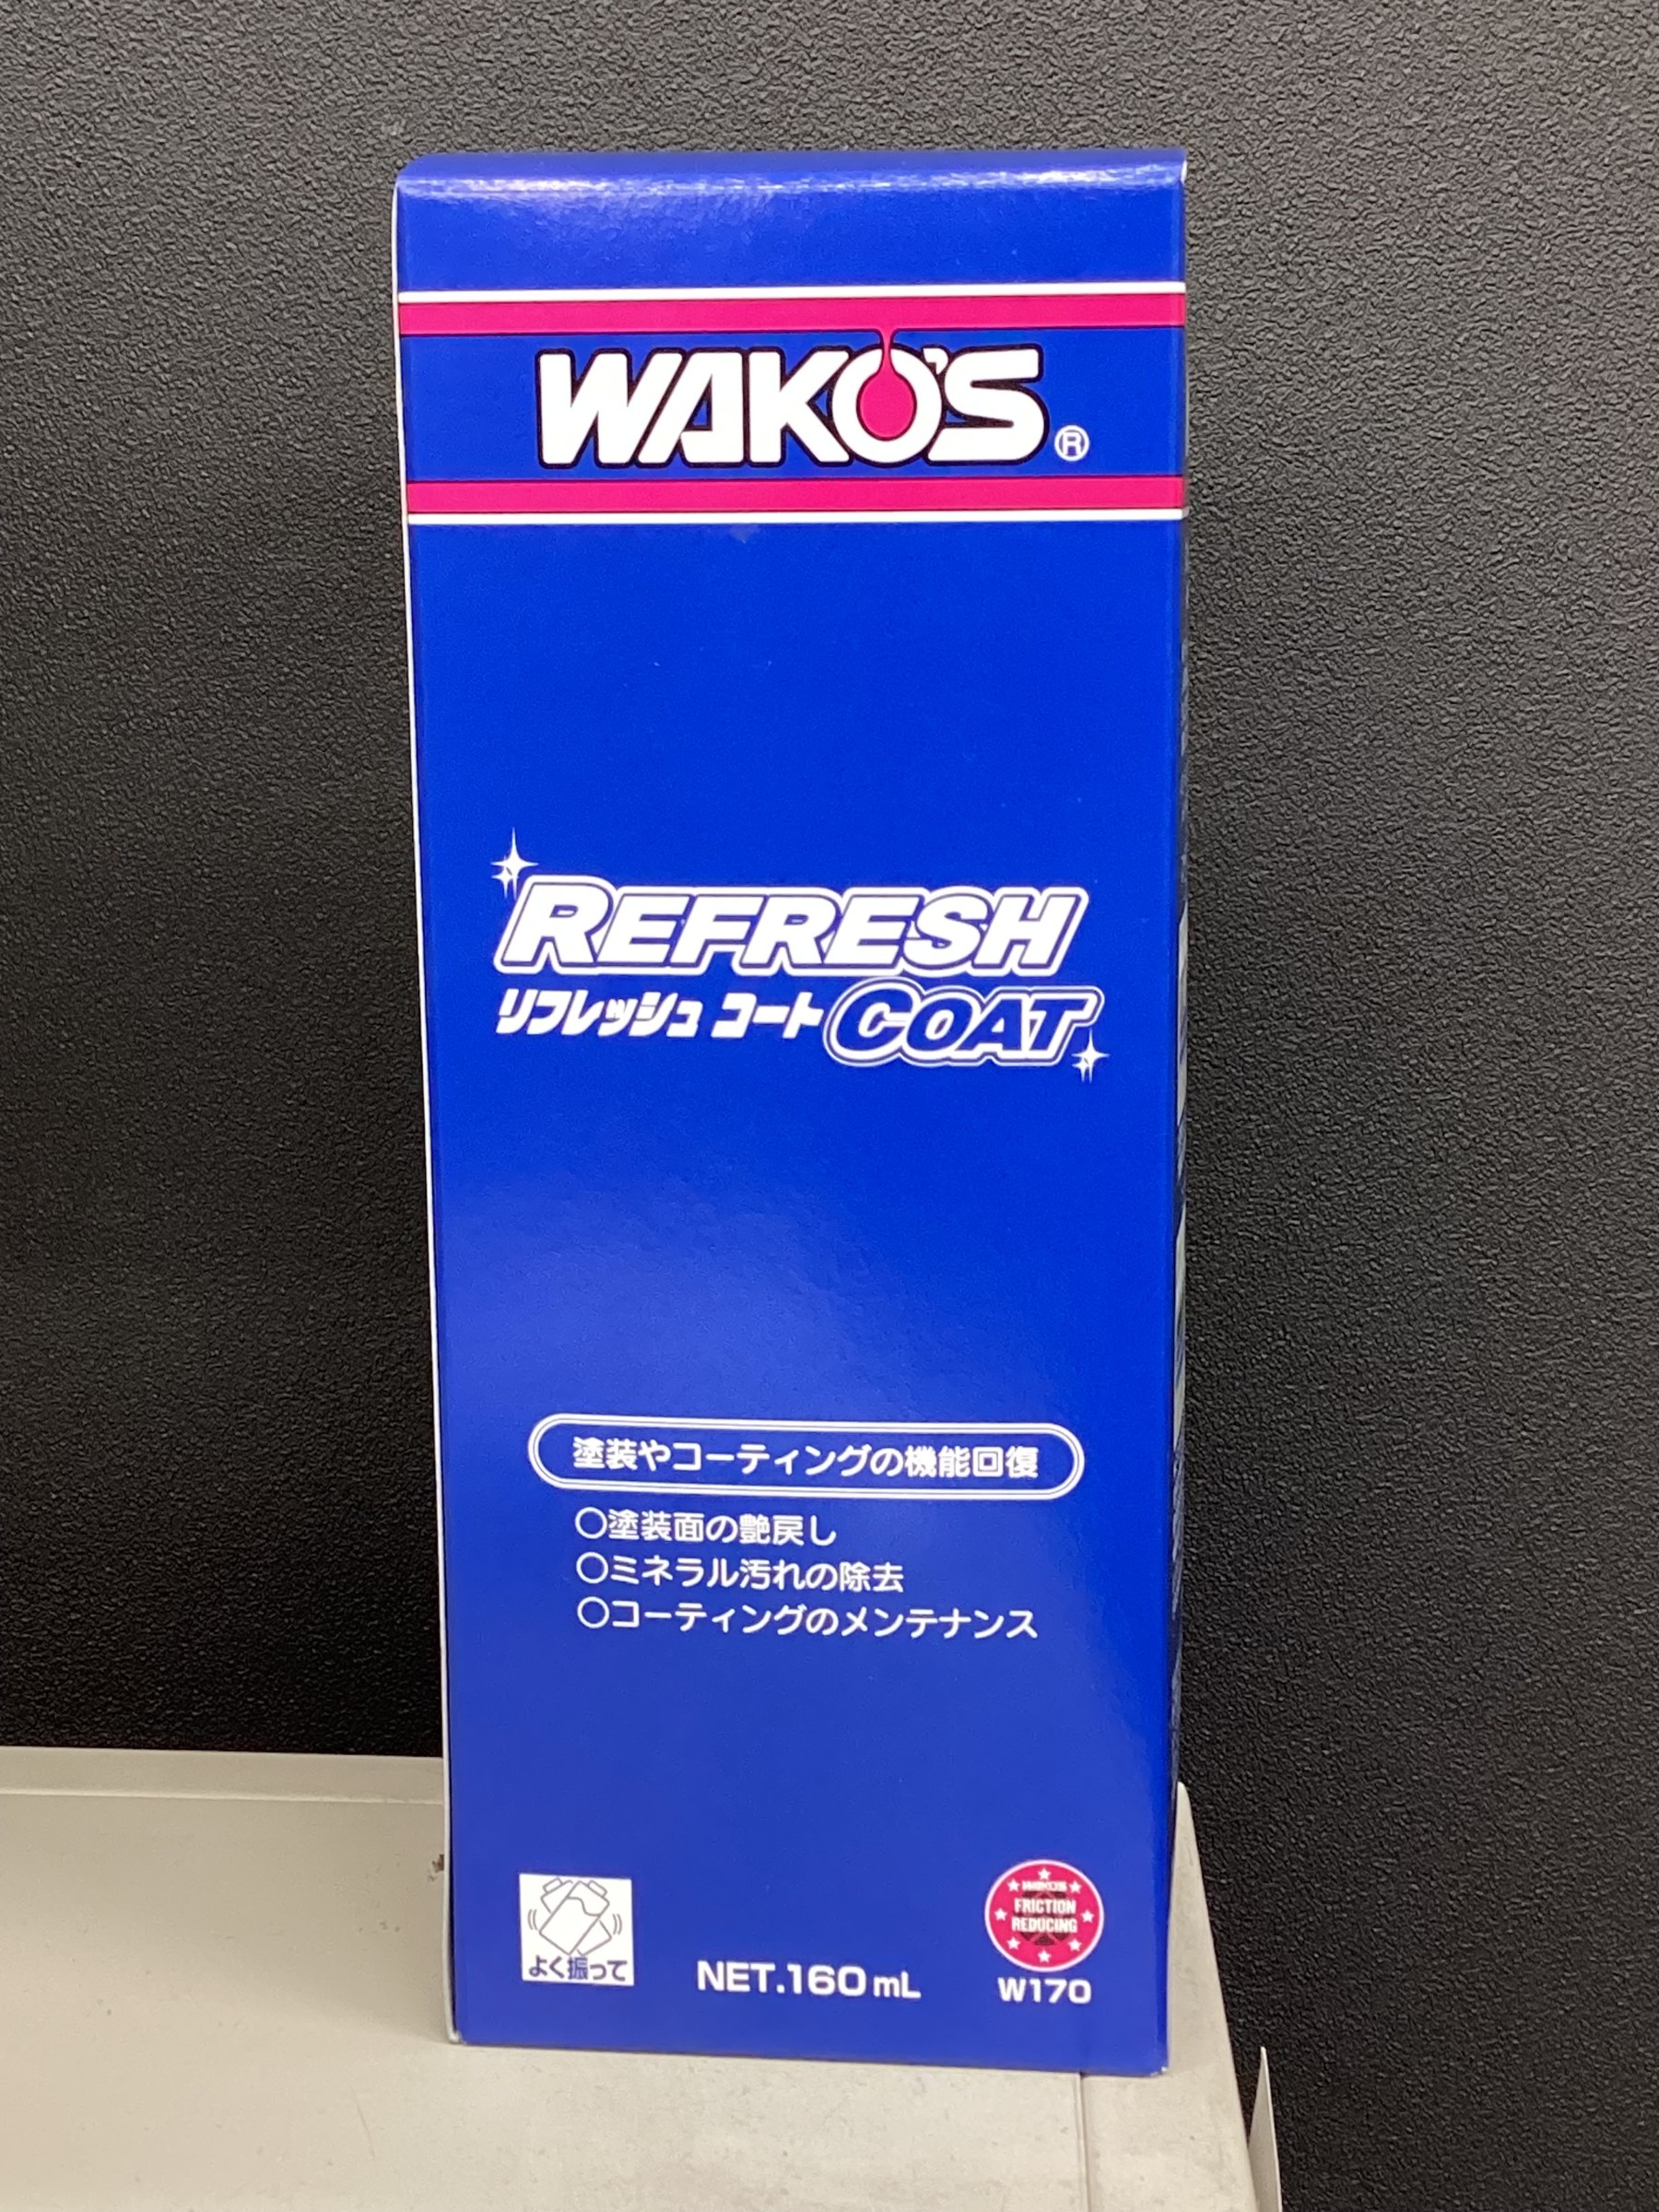 WAKO'S®
REFRESH
リフレッシュ コート COAT
塗装やコーティングの機能回復
○塗装面の艶戻し
○ミネラル汚れの除去
○コーティングのメンテナンス
よく振って
NET.160mL
WAKO'S
FRICTION
REDUCING
W170